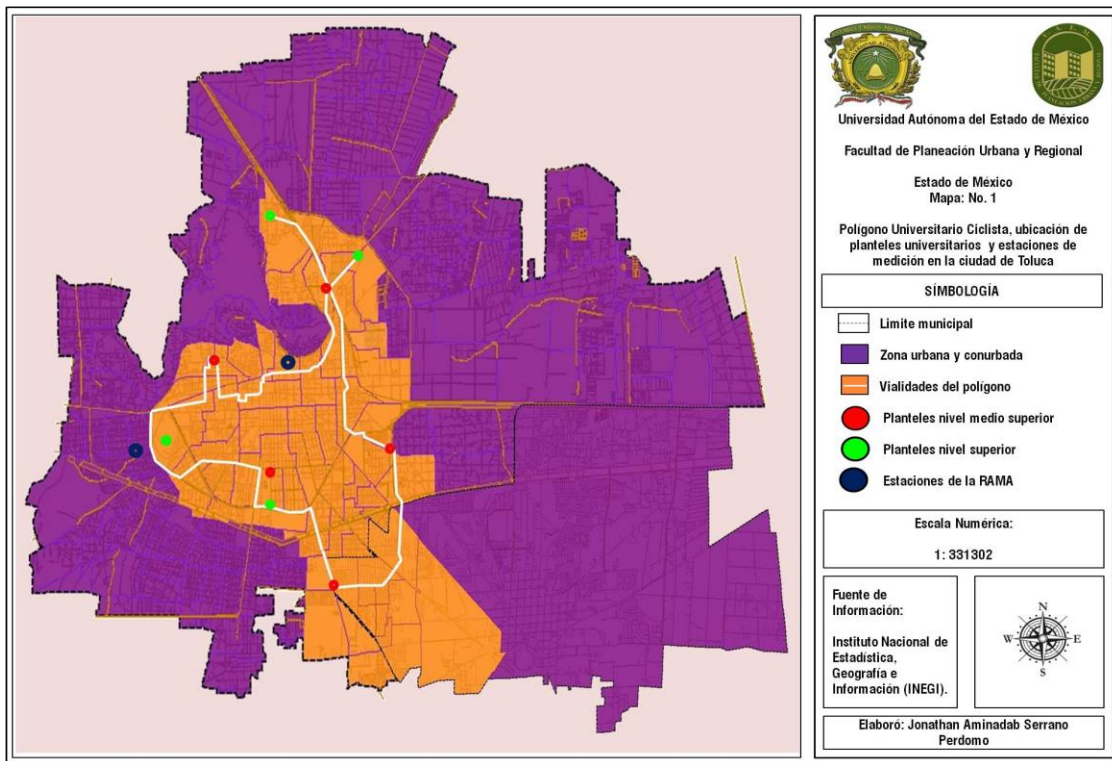 Universidad Autónoma del Estado de México
Facultad de Planeación Urbana y Regional
Estado de México
Mapa: No. 1
Polígono Universitario Ciclista, ubicación de
planteles universitarios y estaciones de
medición en la ciudad de Toluca
SÍMBOLOGÍA
Limite municipal
Zona urbana y conurbada
Vialidades del polígono
Planteles nivel medio superior
Planteles nivel superior
Estaciones de la RAMA
Escala Numérica:
1: 331302
Fuente de
Información:
Instituto Nacional de
Estadística,
Geografía e
Información (INEGI).
N
W
E
S
Elaboró: Jonathan Aminadab Serrano
Perdomo